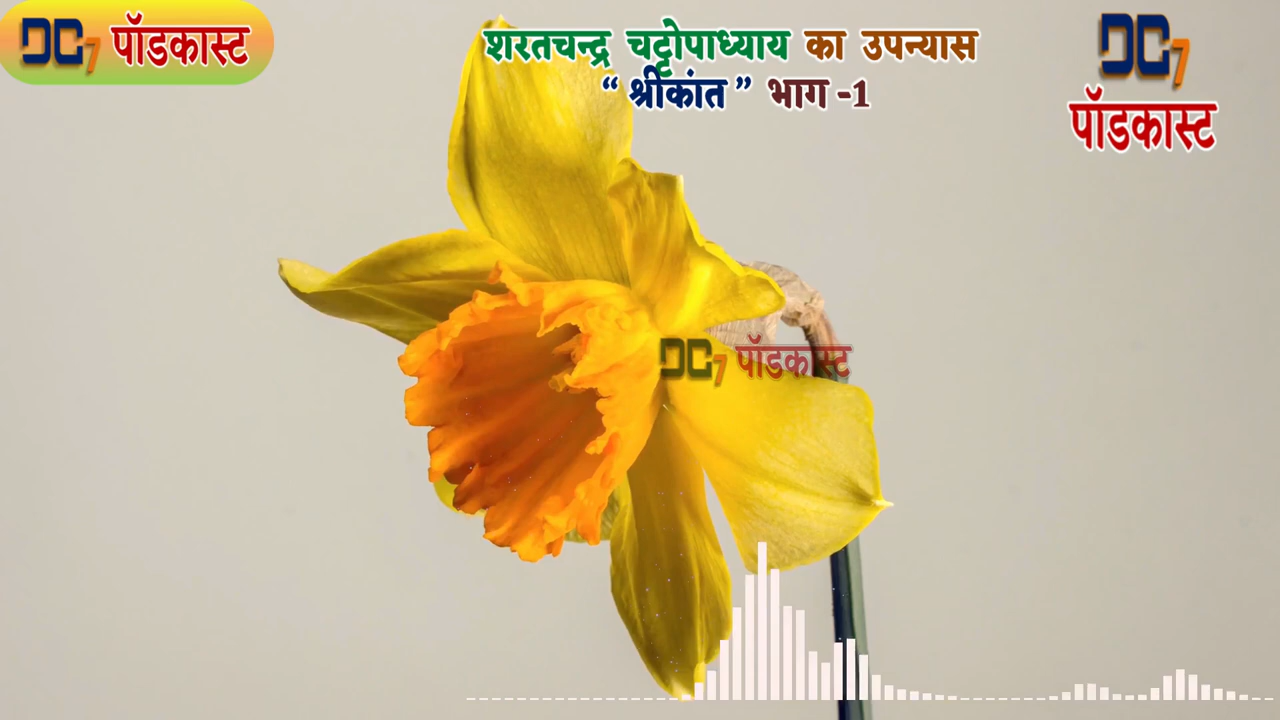 DC7 पॉडकास्ट
शरतचन्द्र चट्टोपाध्याय का उपन्यास
“ श्रीकांत ” भाग -1
DC7
पॉडकास्ट
DC7 पॉडकास्ट